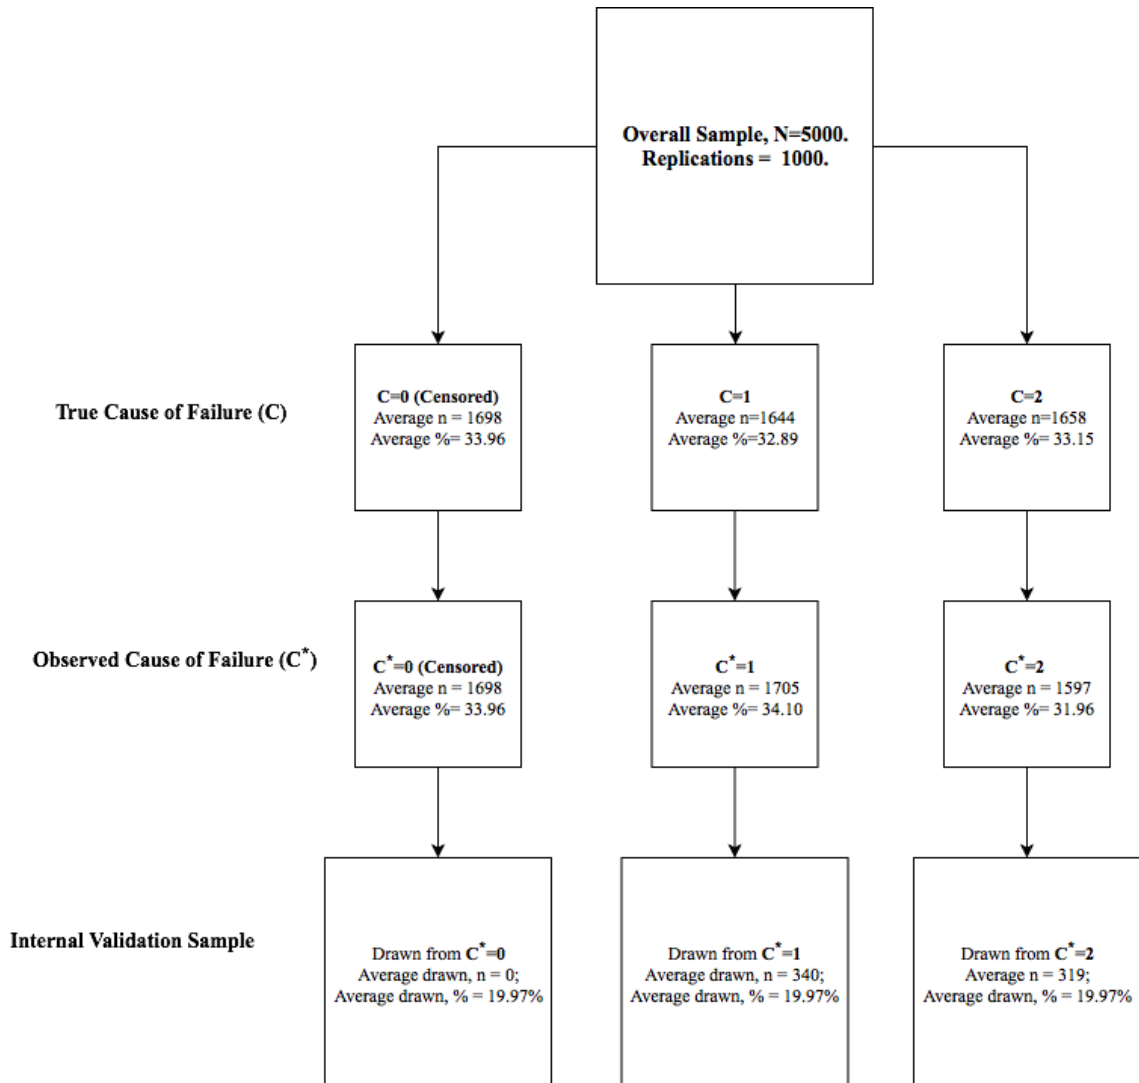 Overall Sample, N=5000.
Replications = 1000.
True Cause of Failure (C)
C=0 (Censored)
Average n = 1698
Average %= 33.96
C=1
Average n=1644
Average %=32.89
C=2
Average n=1658
Average %= 33.15
Observed Cause of Failure (C*)
C*=0 (Censored)
Average n = 1698
Average %= 33.96
C*=1
Average n = 1705
Average %= 34.10
C*=2
Average n = 1597
Average %= 31.96
Internal Validation Sample
Drawn from C*=0
Average drawn, n = 0;
Average drawn, % = 19.97%
Drawn from C*=1
Average drawn, n = 340;
Average drawn, % = 19.97%
Drawn from C*=2
Average n = 319;
Average drawn, % = 19.97%